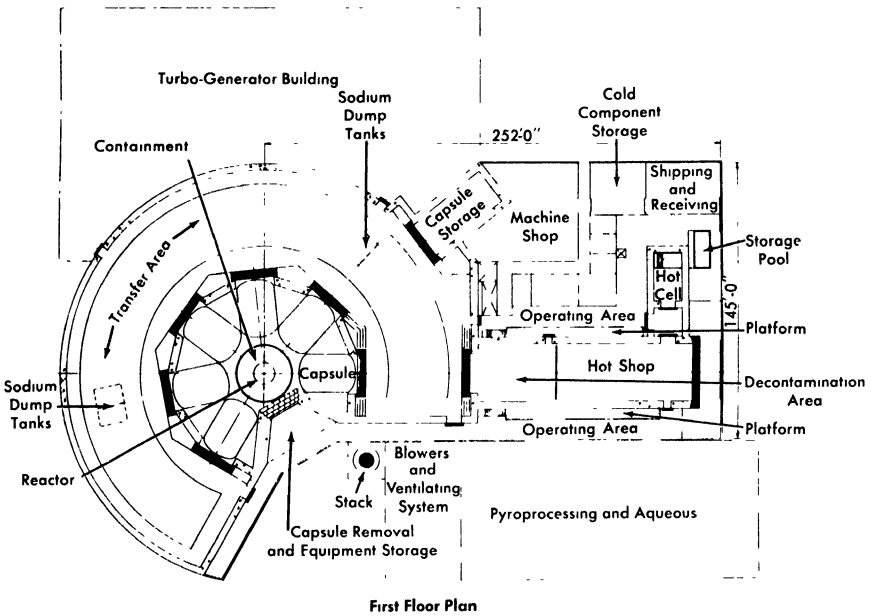 Turbo-Generator Building
Sodium
Dump
Tanks
Cold
Component
Storage
252'-0"
Containment
Shipping
and
Receiving
Capsule
Storage
Machine
Shop
Storage
Pool
Transfer Area
Hot
Cell
145'-0"
Operating Area
Platform
Capsule
Hot Shop
Sodium
Dump
Tanks
Decontamination
Area
Operating Area
Platform
Reactor
Stack
Blowers
and
Ventilating
System
Pyroprocessing and Aqueous
Capsule Removal
and Equipment Storage
First Floor Plan